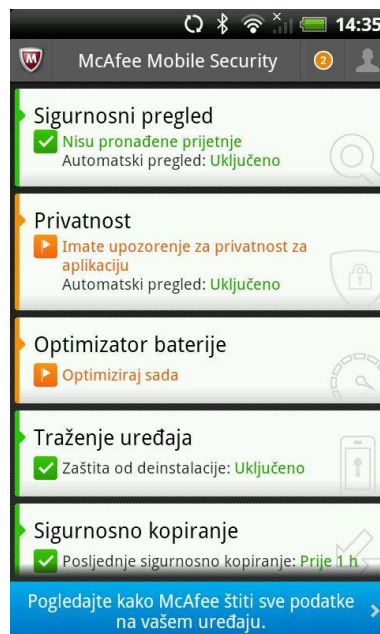 14:35
McAfee Mobile Security
2
Sigurnosni pregled
Nisu pronađene prijetnje
Automatski pregled: Uključeno
Privatnost
Imate upozorenje za privatnost za
aplikaciju
Automatski pregled: Uključeno
Optimizator baterije
Optimiziraj sada
Traženje uređaja
Zaštita od deinstalacije: Uključeno
Sigurnosno kopiranje
Posljednje sigurnosno kopiranje: Prije 1 h
Pogledajte kako McAfee štiti sve podatke
na vašem uređaju.